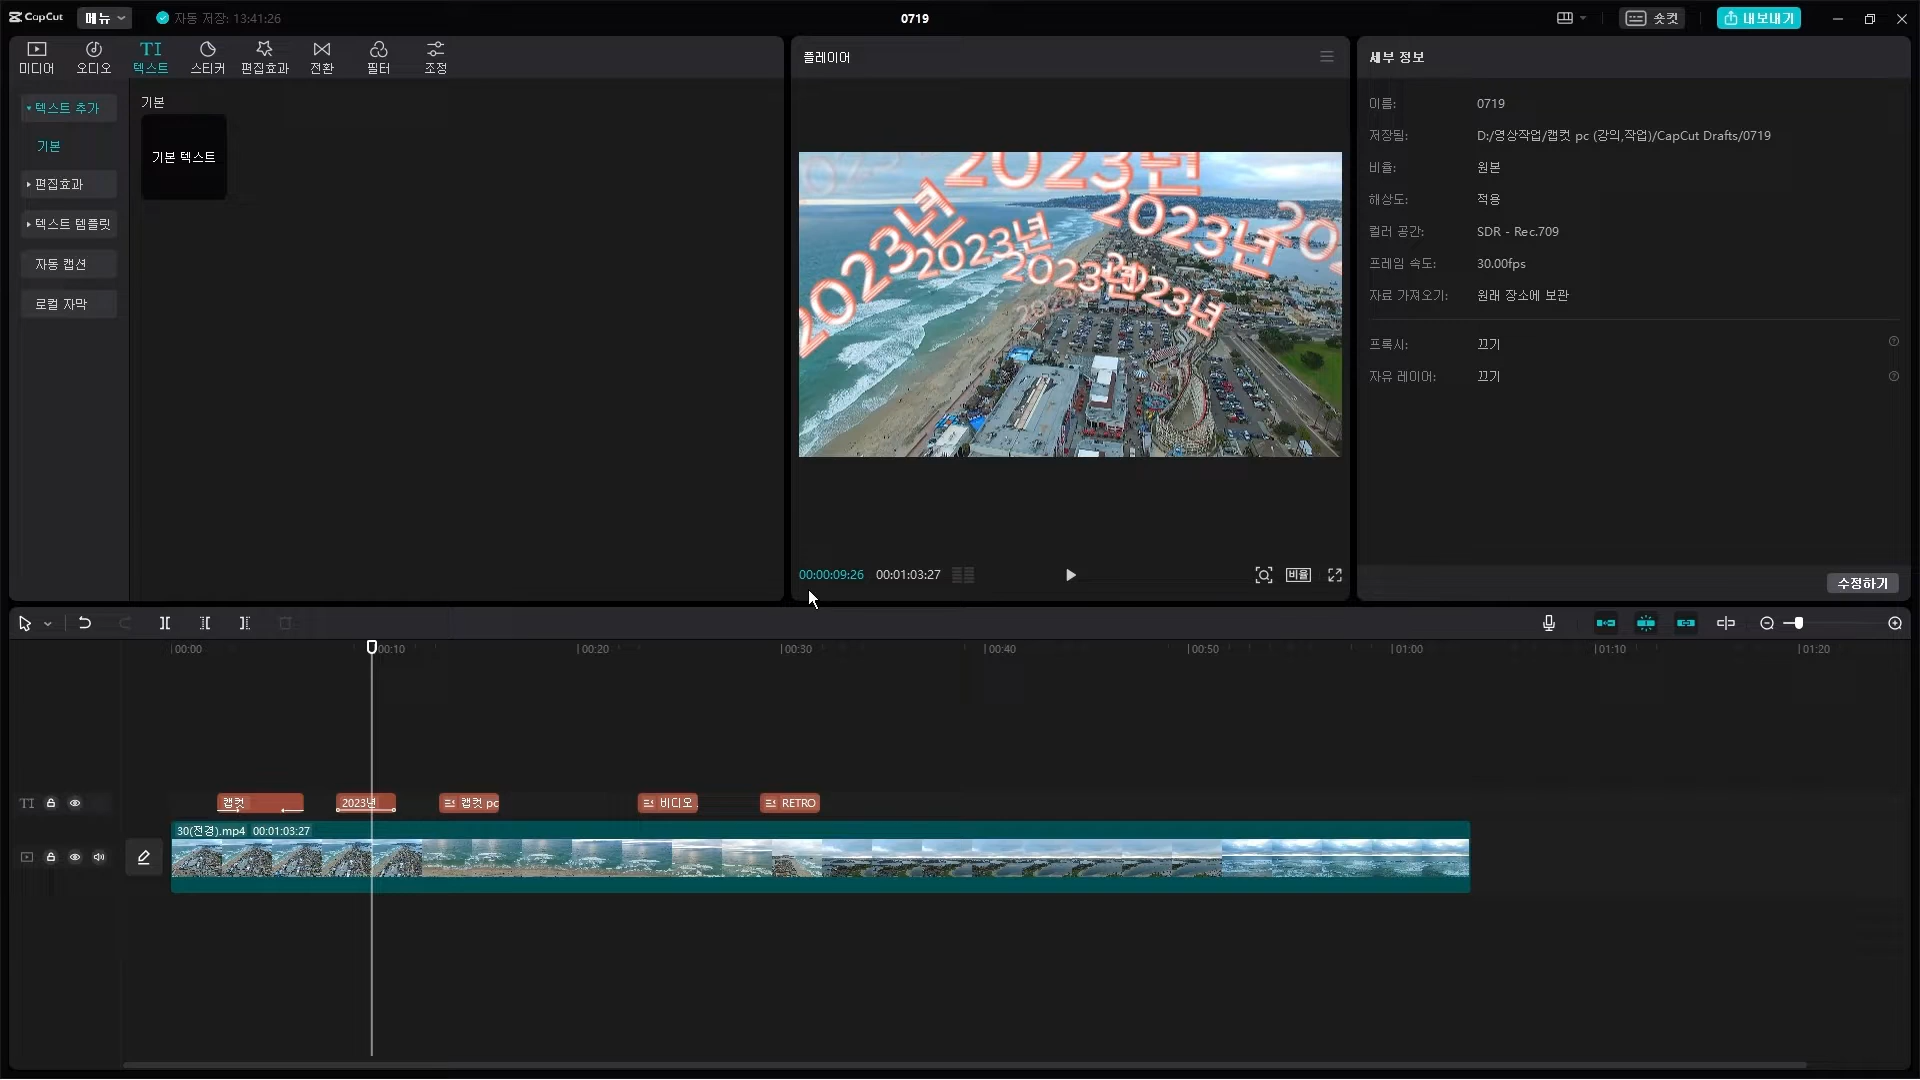 CapCut 메뉴 자동 저장: 13:41:26 0719 숏컷 내보내기
미디어 오디오 TI 텍스트 스티커 편집효과 전환 필터 조정
텍스트 추가
기본
편집효과
텍스트 템플릿
자동 캡션
로컬 자막
기본
기본 텍스트
플레이어
2023년
2023년
2023년
2023년
2023년
00:00:09:26 00:01:03:27 비율
세부 정보
이름: 0719
저장됨: D:/영상작업/캡컷 pc (강의,작업)/CapCut Drafts/0719
비율: 원본
해상도: 적용
컬러 공간: SDR - Rec.709
프레임 속도: 30.00fps
자료 가져오기: 원래 장소에 보관
프록시: 끄기
자유 레이어: 끄기
수정하기
00:00 00:10 00:20 00:30 00:40 00:50 01:00 01:10 01:20
TI 캡컷 2023년 캡컷 pc 비디오 RETRO
30(전경).mp4 00:01:03:27